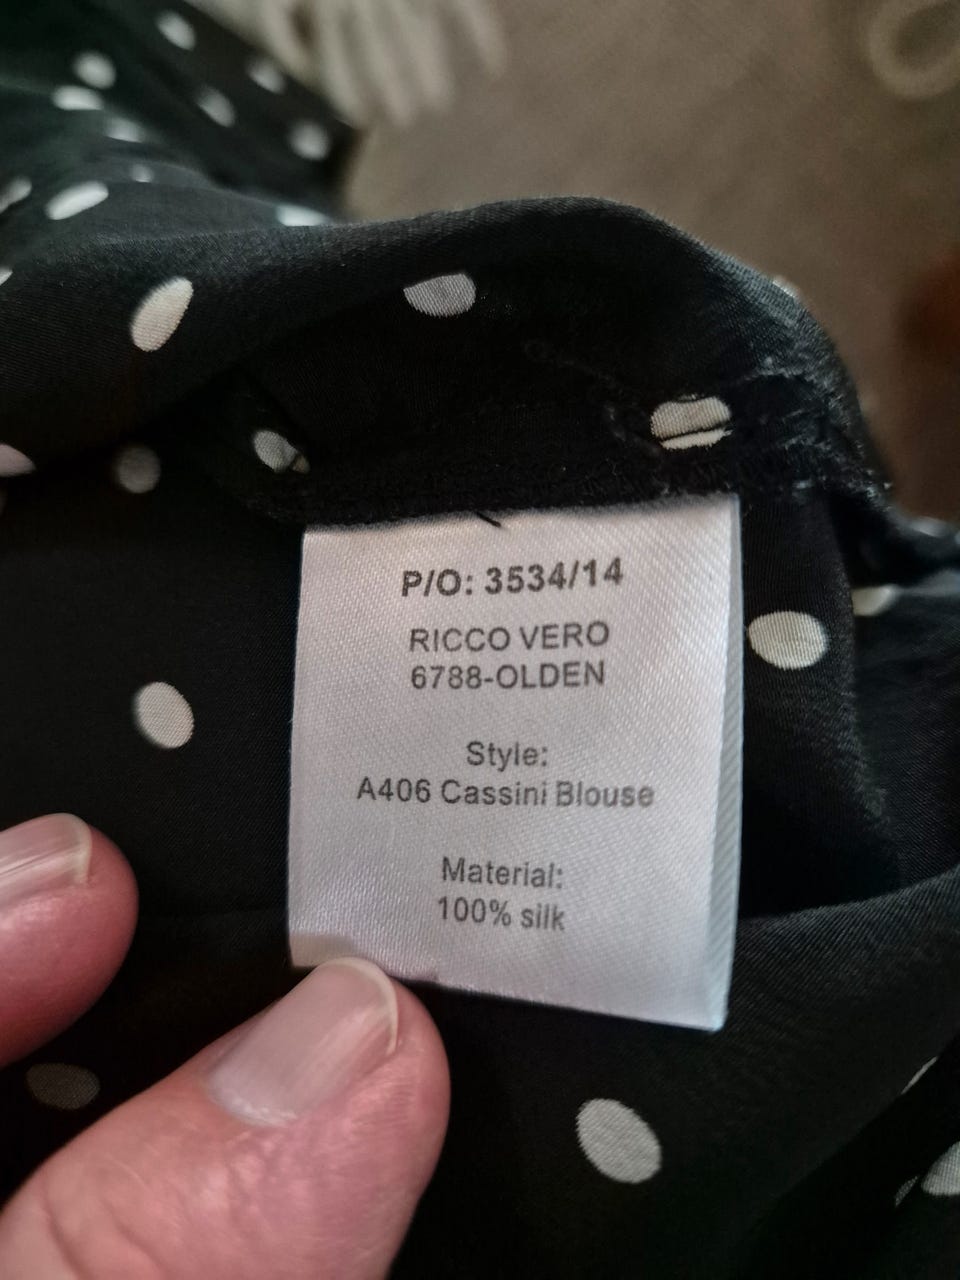 P/O: 3534/14
RICCO VERO
6788-OLDEN
Style:
A406 Cassini Blouse
Material:
100% silk